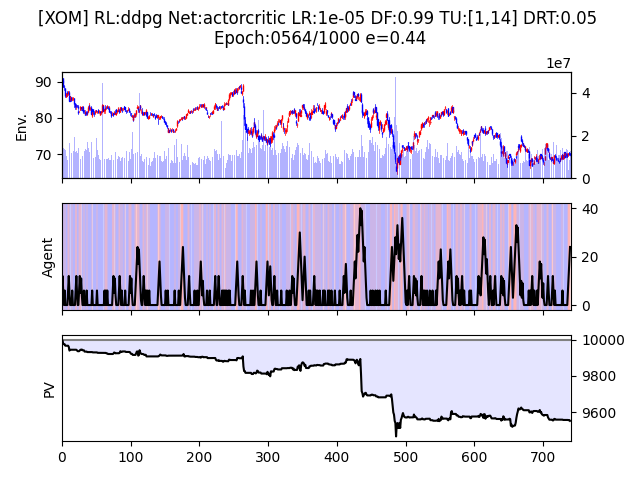 [XOM] RL:ddpg Net:actorcritic LR:1e-05 DF:0.99 TU:[1,14] DRT:0.05
Epoch:0564/1000 e=0.44
1e7
Env.
90
80
70
4
2
0
Agent
40
20
0
PV
10000
9800
9600
0 100 200 300 400 500 600 700